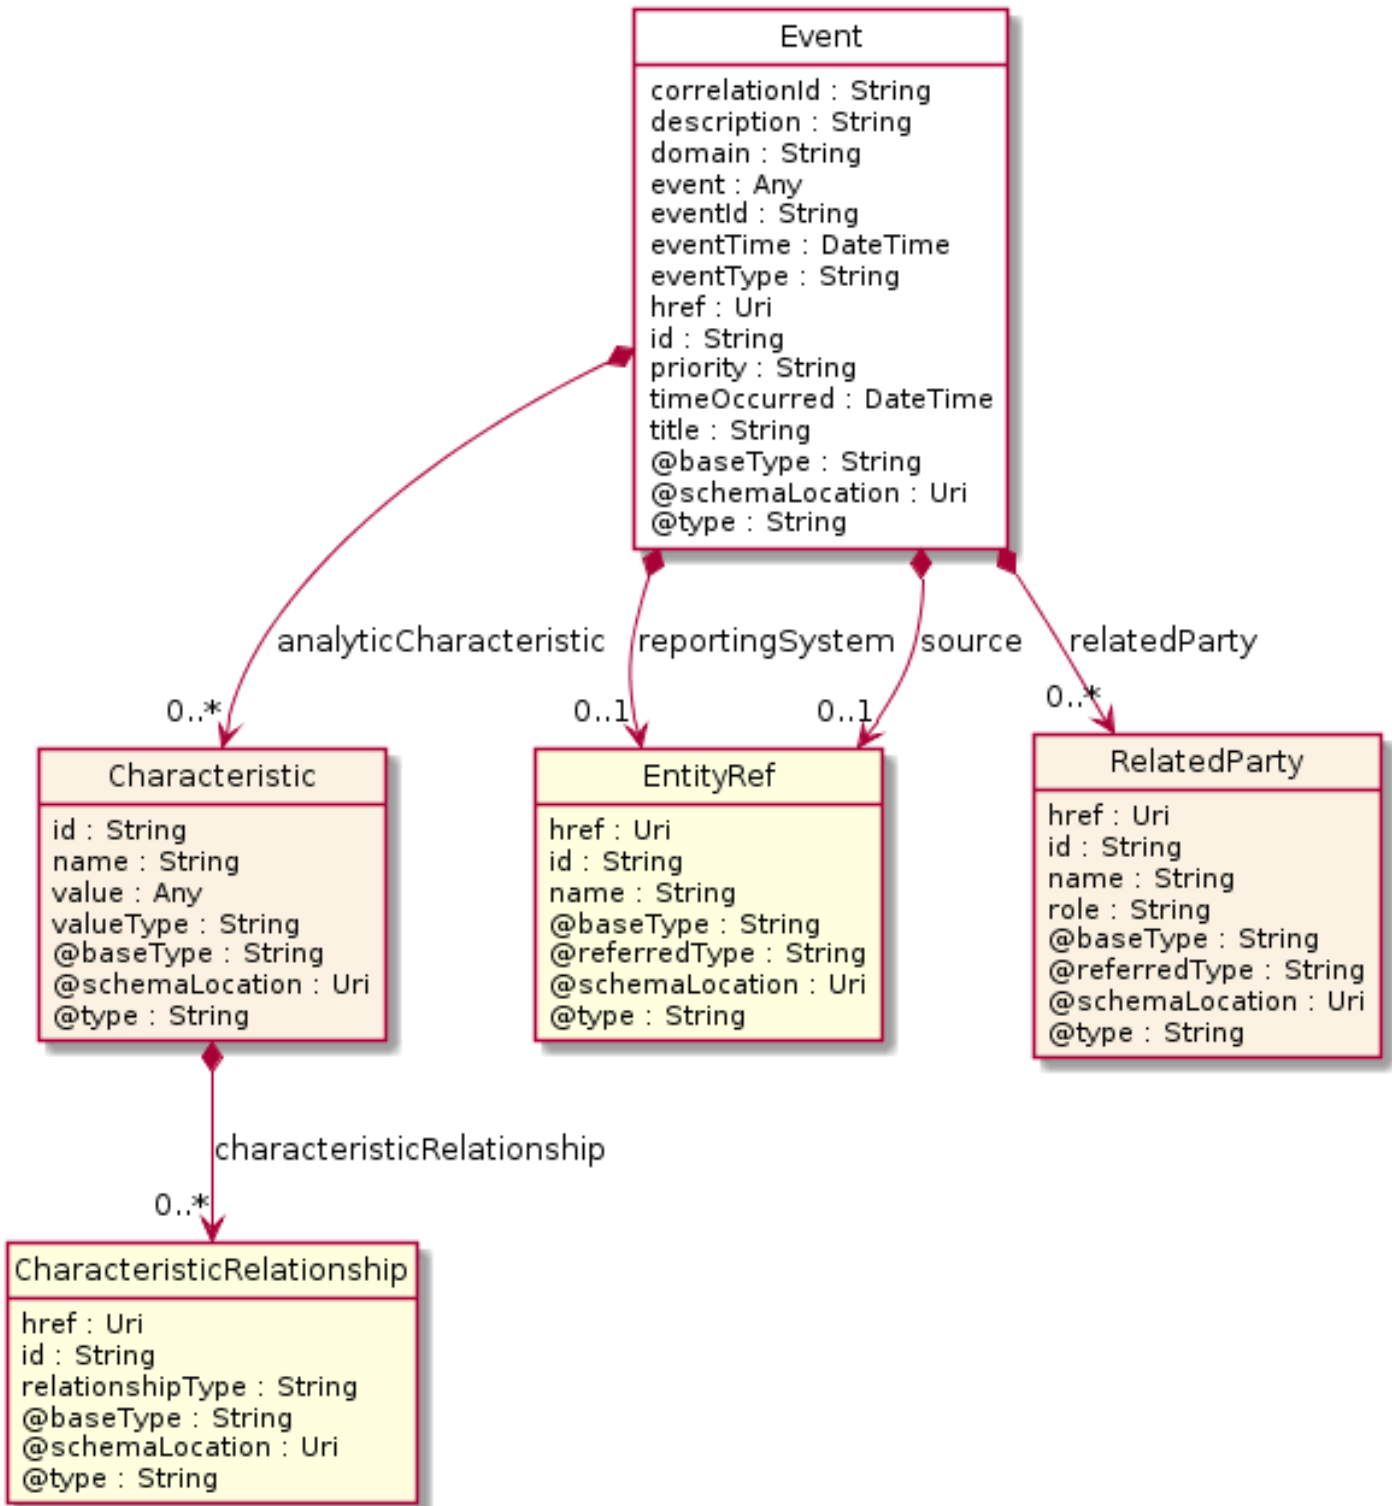 Event
correlationId : String
description : String
domain : String
event : Any
eventId : String
eventTime : DateTime
eventType : String
href : Uri
id : String
priority : String
timeOccurred : DateTime
title : String
@baseType : String
@schemaLocation : Uri
@type : String
analyticCharacteristic
reportingSystem
source
relatedParty
0..*
0..1
0..1
0..*
Characteristic
id : String
name : String
value : Any
valueType : String
@baseType : String
@schemaLocation : Uri
@type : String
EntityRef
href : Uri
id : String
name : String
@baseType : String
@referredType : String
@schemaLocation : Uri
@type : String
RelatedParty
href : Uri
id : String
name : String
role : String
@baseType : String
@referredType : String
@schemaLocation : Uri
@type : String
characteristicRelationship
0..*
CharacteristicRelationship
href : Uri
id : String
relationshipType : String
@baseType : String
@schemaLocation : Uri
@type : String